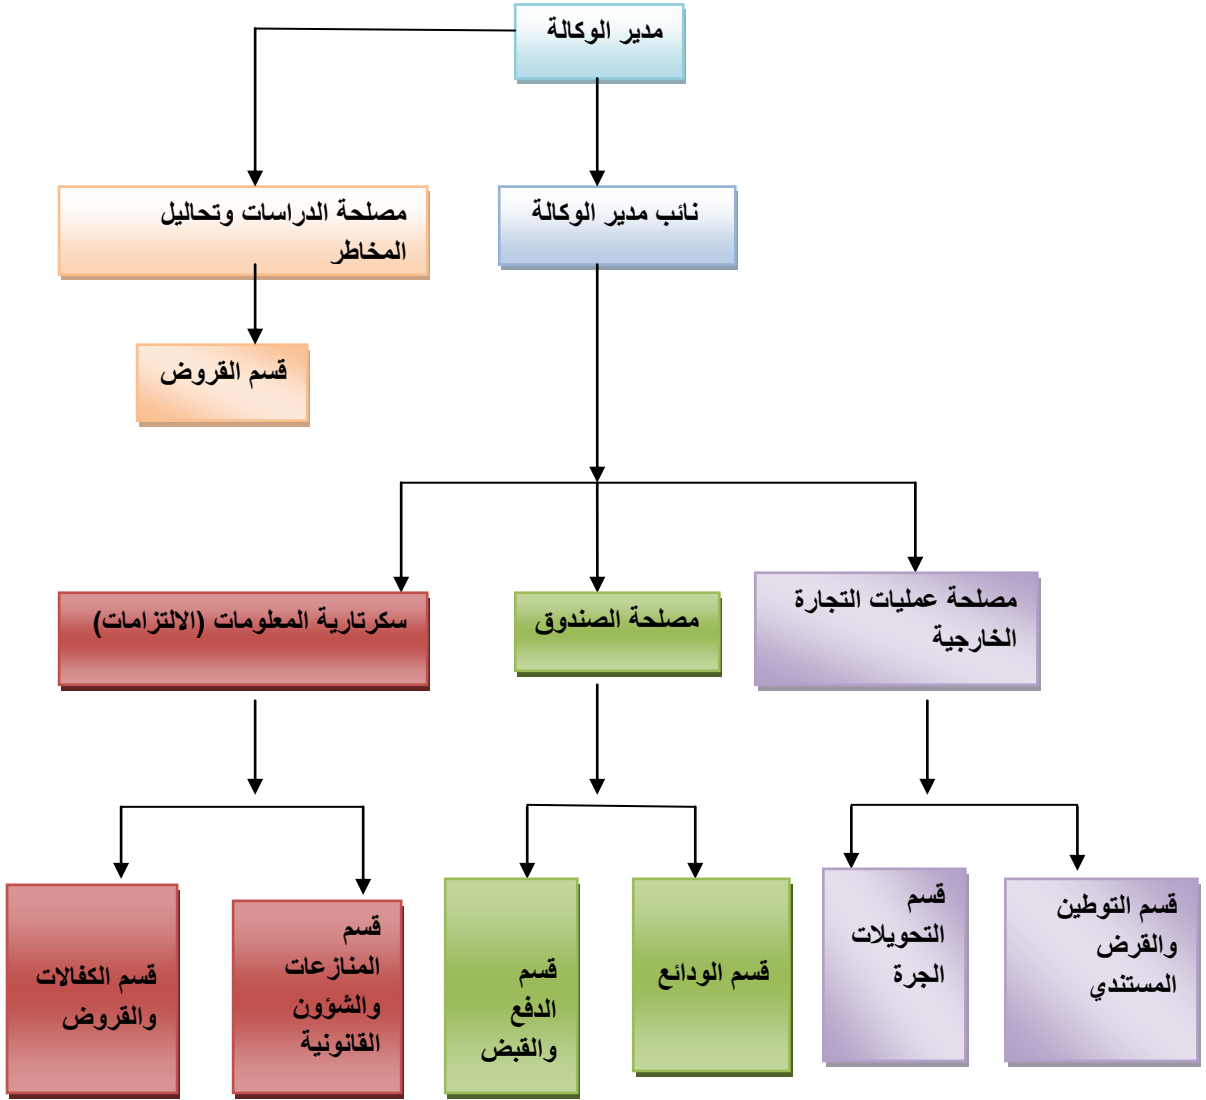 مدير الوكالة
نائب مدير الوكالة
مصلحة الدراسات وتحاليل
المخاطر
قسم القروض
مصلحة عمليات التجارة
الخارجية
مصلحة الصندوق
سكرتارية المعلومات (الالتزامات)
قسم التوطين
والقرض
المستندي
قسم
التحويلات
الجرة
قسم الودائع
قسم
الدفع
والقبض
قسم
المنازعات
والشؤون
القانونية
قسم الكفالات
والقروض